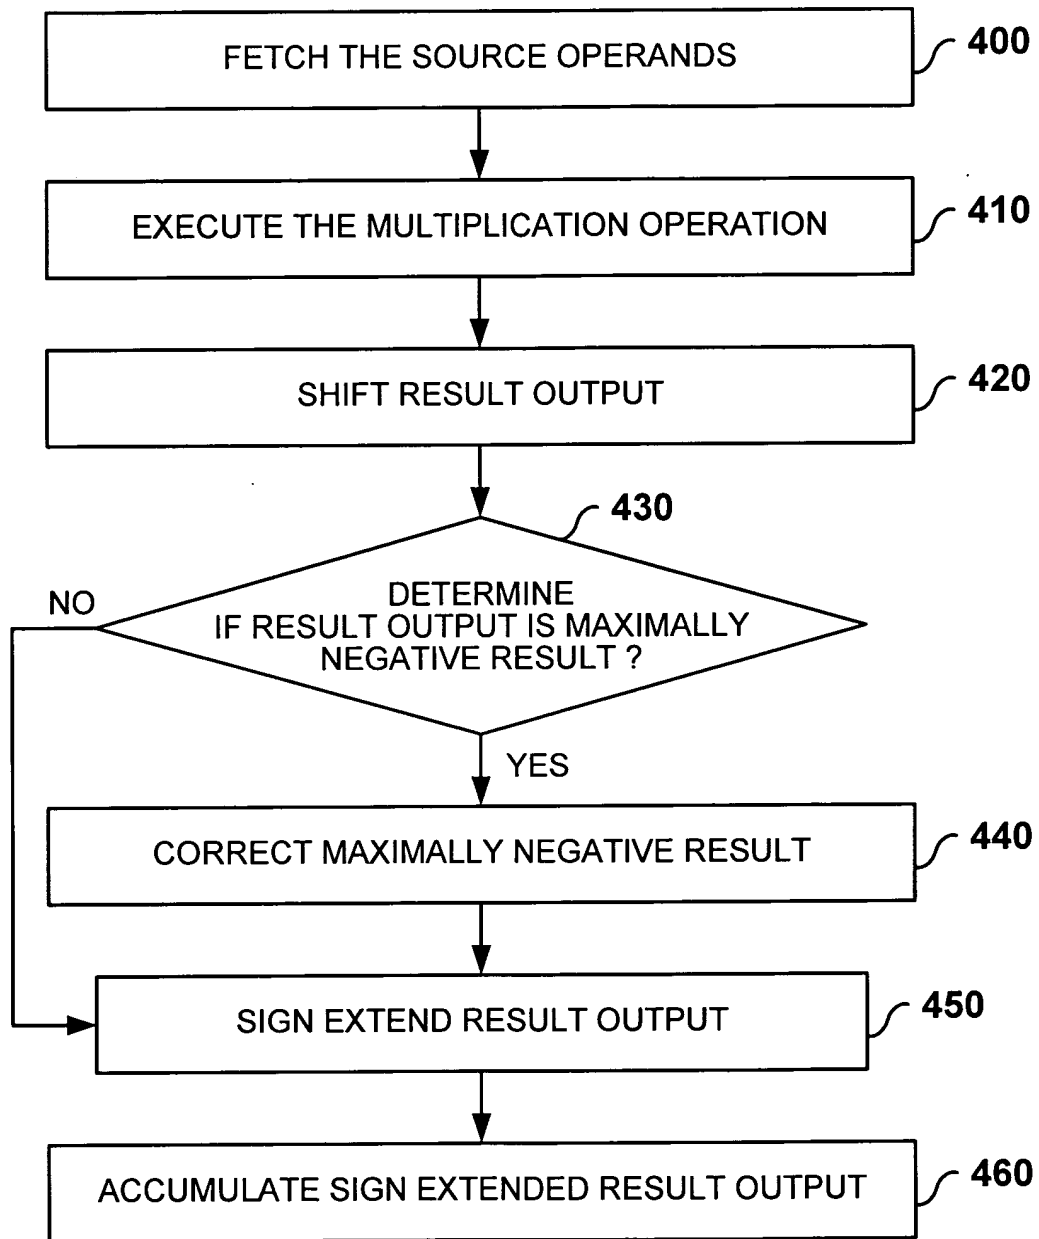 FETCH THE SOURCE OPERANDS
400
EXECUTE THE MULTIPLICATION OPERATION
410
SHIFT RESULT OUTPUT
420
430
NO
DETERMINE
IF RESULT OUTPUT IS MAXIMALLY
NEGATIVE RESULT ?
YES
CORRECT MAXIMALLY NEGATIVE RESULT
440
SIGN EXTEND RESULT OUTPUT
450
ACCUMULATE SIGN EXTENDED RESULT OUTPUT
460